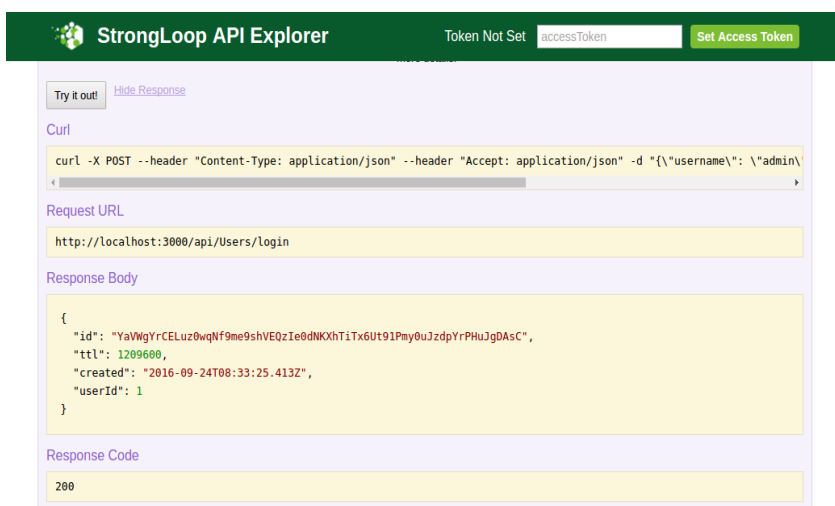 StrongLoop API Explorer
Token Not Set
accessToken
Set Access Token
more details.
Try it out!
Hide Response
Curl
curl -X POST --header "Content-Type: application/json" --header "Accept: application/json" -d "{\"username\": \"admin\"
Request URL
http://localhost:3000/api/Users/login
Response Body
{
"id": "YaVWgYrCELuz0wqNf9me9shVEQzIe0dNKXhTiTx6Ut91Pmy0uJzdpYrPHuJgDAsC",
"ttl": 1209600,
"created": "2016-09-24T08:33:25.413Z",
"userId": 1
}
Response Code
200